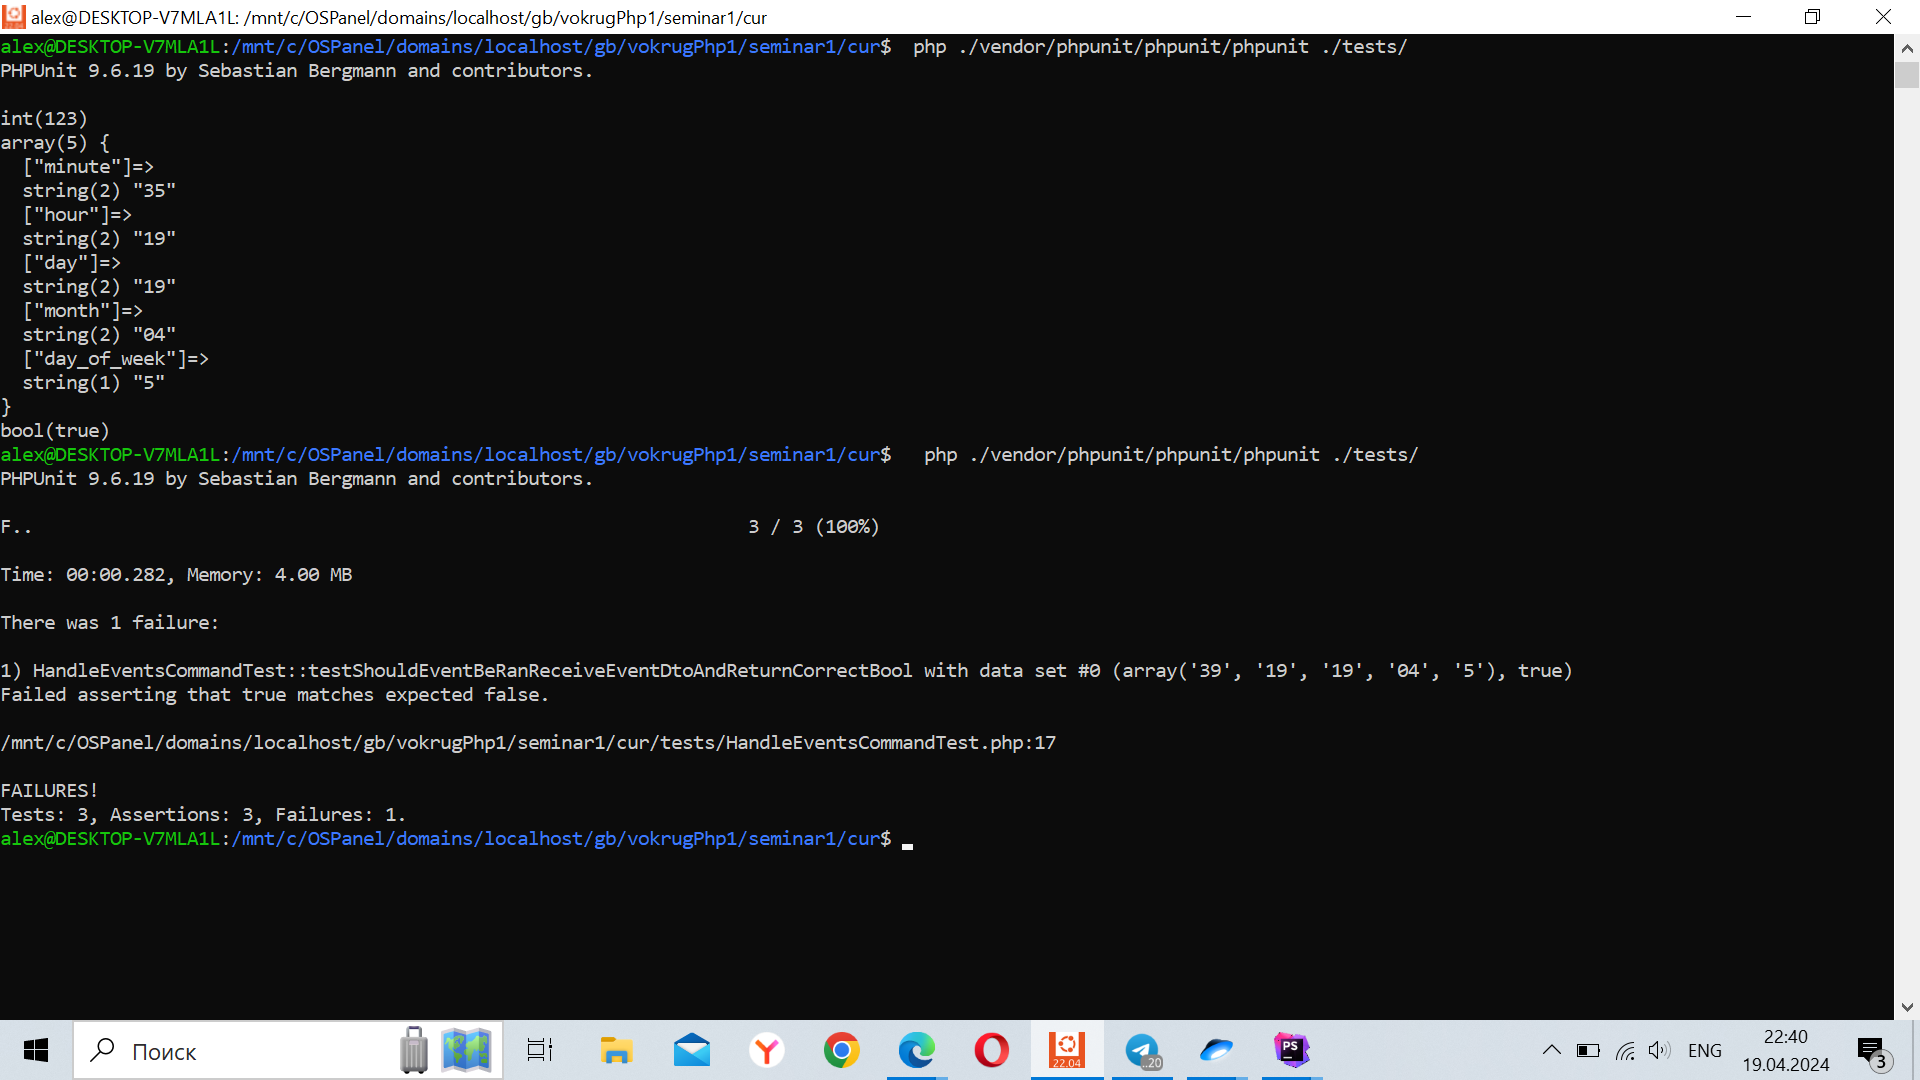 alex@DESKTOP-V7MLA1L: /mnt/c/OSPanel/domains/localhost/gb/vokrugPhp1/seminar1/cur
alex@DESKTOP-V7MLA1L:/mnt/c/OSPanel/domains/localhost/gb/vokrugPhp1/seminar1/cur$  php ./vendor/phpunit/phpunit/phpunit ./tests/
PHPUnit 9.6.19 by Sebastian Bergmann and contributors.
int(123)
array(5) {
  ["minute"]=>
  string(2) "35"
  ["hour"]=>
  string(2) "19"
  ["day"]=>
  string(2) "19"
  ["month"]=>
  string(2) "04"
  ["day_of_week"]=>
  string(1) "5"
}
bool(true)
alex@DESKTOP-V7MLA1L:/mnt/c/OSPanel/domains/localhost/gb/vokrugPhp1/seminar1/cur$   php ./vendor/phpunit/phpunit/phpunit ./tests/
PHPUnit 9.6.19 by Sebastian Bergmann and contributors.
F.. 3 / 3 (100%)
Time: 00:00.282, Memory: 4.00 MB
There was 1 failure:
1) HandleEventsCommandTest::testShouldEventBeRanReceiveEventDtoAndReturnCorrectBool with data set #0 (array('39', '19', '19', '04', '5'), true)
Failed asserting that true matches expected false.
/mnt/c/OSPanel/domains/localhost/gb/vokrugPhp1/seminar1/cur/tests/HandleEventsCommandTest.php:17
FAILURES!
Tests: 3, Assertions: 3, Failures: 1.
alex@DESKTOP-V7MLA1L:/mnt/c/OSPanel/domains/localhost/gb/vokrugPhp1/seminar1/cur$
Поиск
22.04
..20
PS
ENG
22:40
19.04.2024
3